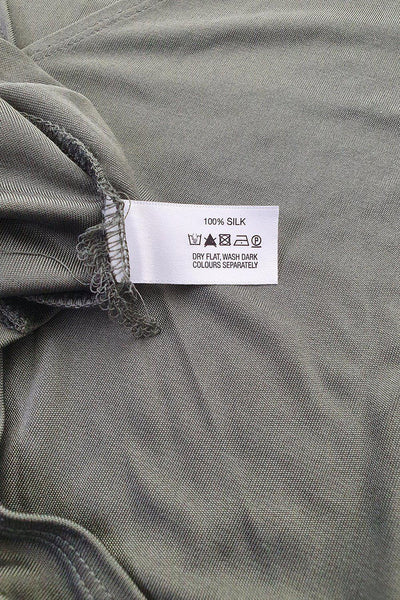 100% SILK
DRY FLAT, WASH DARK
COLOURS SEPARATELY